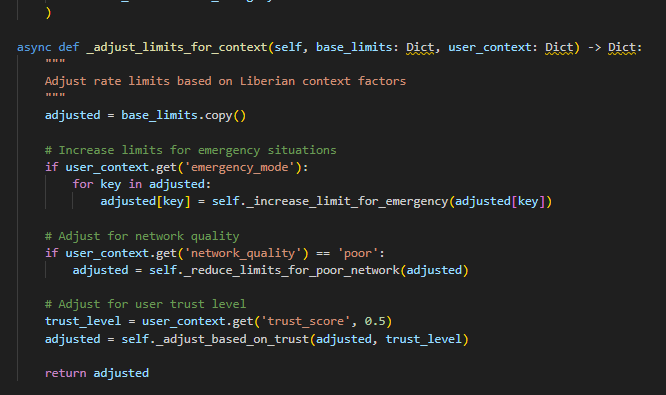 )
async def _adjust_limits_for_context(self, base_limits: Dict, user_context: Dict) -> Dict:
"""
Adjust rate limits based on Liberian context factors
"""
adjusted = base_limits.copy()
# Increase limits for emergency situations
if user_context.get('emergency_mode'):
for key in adjusted:
adjusted[key] = self._increase_limit_for_emergency(adjusted[key])
# Adjust for network quality
if user_context.get('network_quality') == 'poor':
adjusted = self._reduce_limits_for_poor_network(adjusted)
# Adjust for user trust level
trust_level = user_context.get('trust_score', 0.5)
adjusted = self._adjust_based_on_trust(adjusted, trust_level)
return adjusted